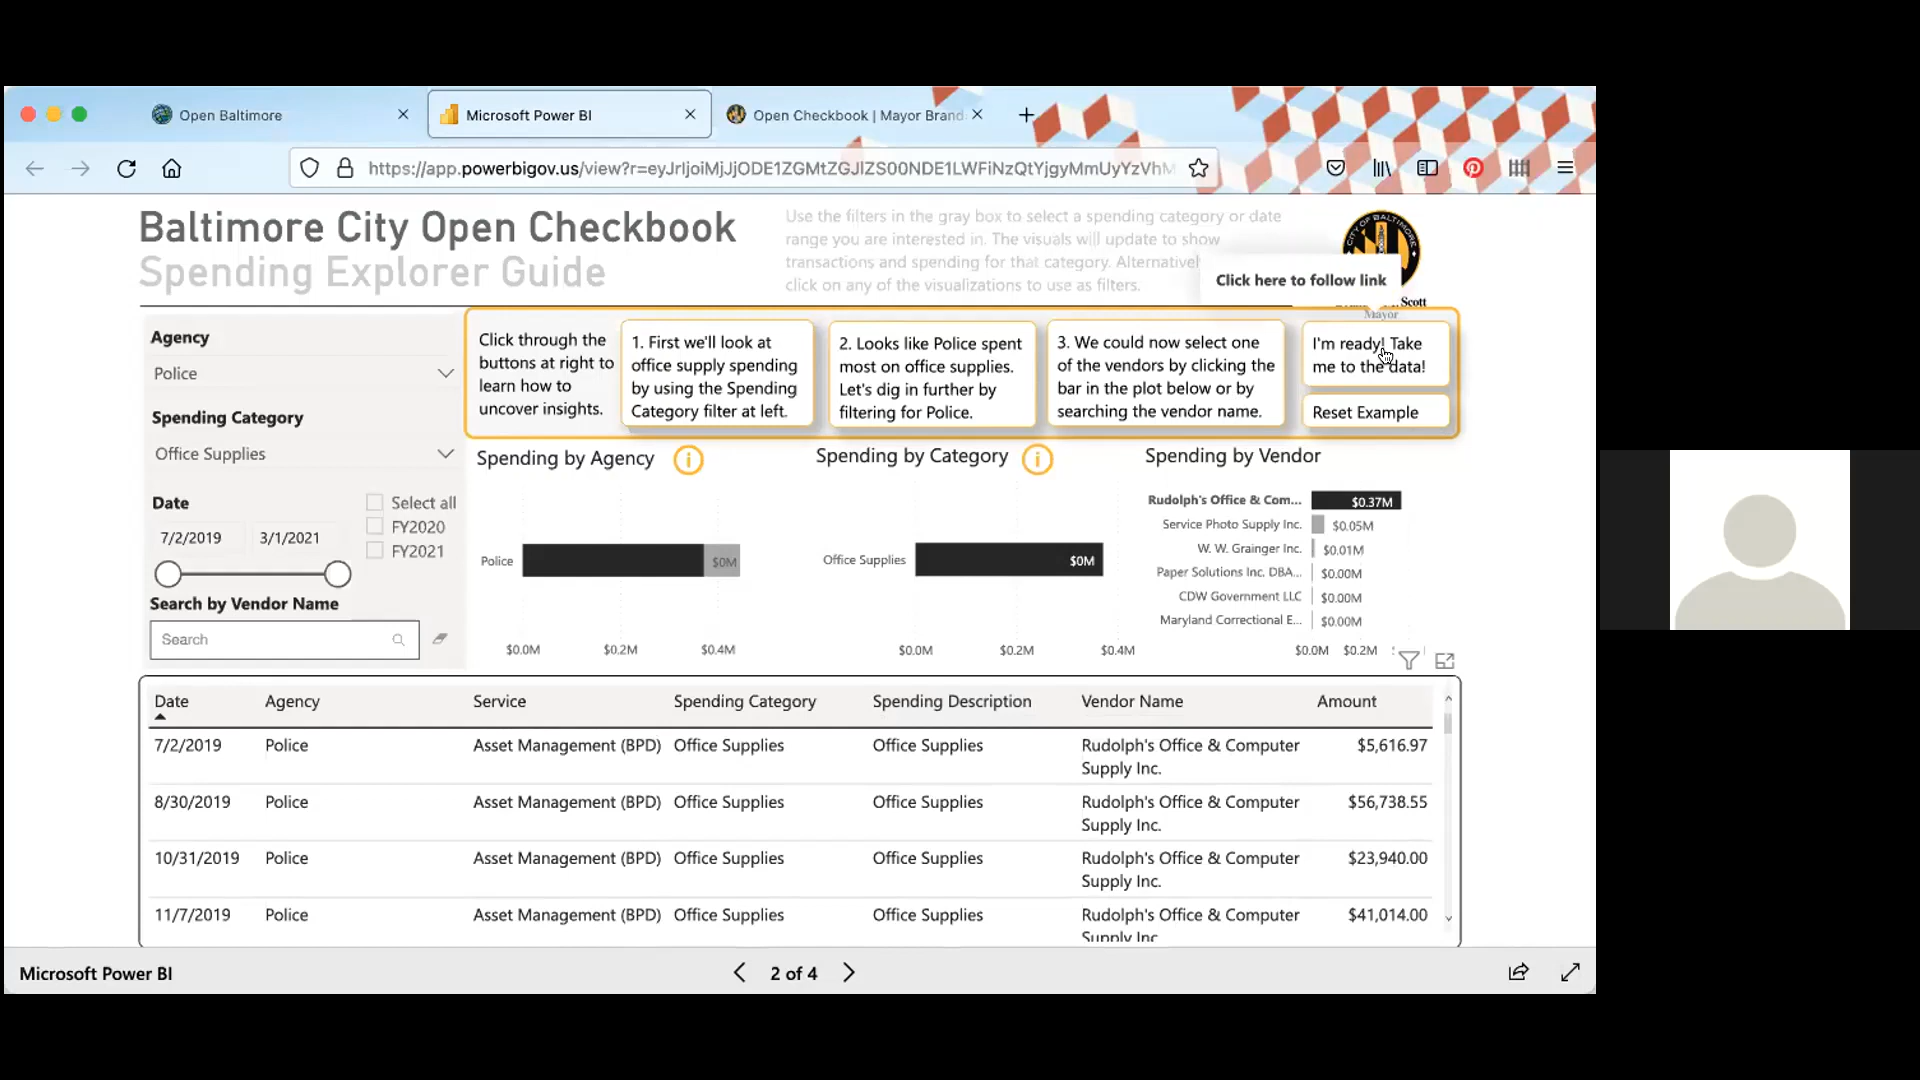 Open Baltimore
Microsoft Power BI
Open Checkbook | Mayor Brand
https://app.powerbigov.us/view?r=
Baltimore City Open Checkbook
Spending Explorer Guide
Use the filters in the gray box to select a spending category or date
range you are interested in. The visuals will update to show
transactions and spending for that category. Alternatively
click on any of the visualizations to use as filters.
CITY OF BALTIMORE
Click here to follow link
Scott
Mayor
Agency
Police
Spending Category
Office Supplies
Date
7/2/2019
3/1/2021
Select all
FY2020
FY2021
Search by Vendor Name
Search
Click through the
buttons at right to
learn how to
uncover insights.
1. First we'll look at
office supply spending
by using the Spending
Category filter at left.
2. Looks like Police spent
most on office supplies.
Let's dig in further by
filtering for Police.
3. We could now select one
of the vendors by clicking the
bar in the plot below or by
searching the vendor name.
I'm ready! Take
me to the data!
Reset Example
Spending by Agency
Police
$0M
$0.0M $0.2M $0.4M
Spending by Category
Office Supplies
$0M
$0.0M $0.2M $0.4M
Spending by Vendor
Rudolph's Office & Com... $0.37M
Service Photo Supply Inc. $0.05M
W. W. Grainger Inc. $0.01M
Paper Solutions Inc. DBA... $0.00M
CDW Government LLC $0.00M
Maryland Correctional E... $0.00M
$0.0M $0.2M
Date Agency Service Spending Category Spending Description Vendor Name Amount
7/2/2019 Police Asset Management (BPD) Office Supplies Office Supplies Rudolph's Office & Computer $5,616.97
Supply Inc.
8/30/2019 Police Asset Management (BPD) Office Supplies Office Supplies Rudolph's Office & Computer $56,738.55
Supply Inc.
10/31/2019 Police Asset Management (BPD) Office Supplies Office Supplies Rudolph's Office & Computer $23,940.00
Supply Inc.
11/7/2019 Police Asset Management (BPD) Office Supplies Office Supplies Rudolph's Office & Computer $41,014.00
Supply Inc.
Microsoft Power BI
2 of 4